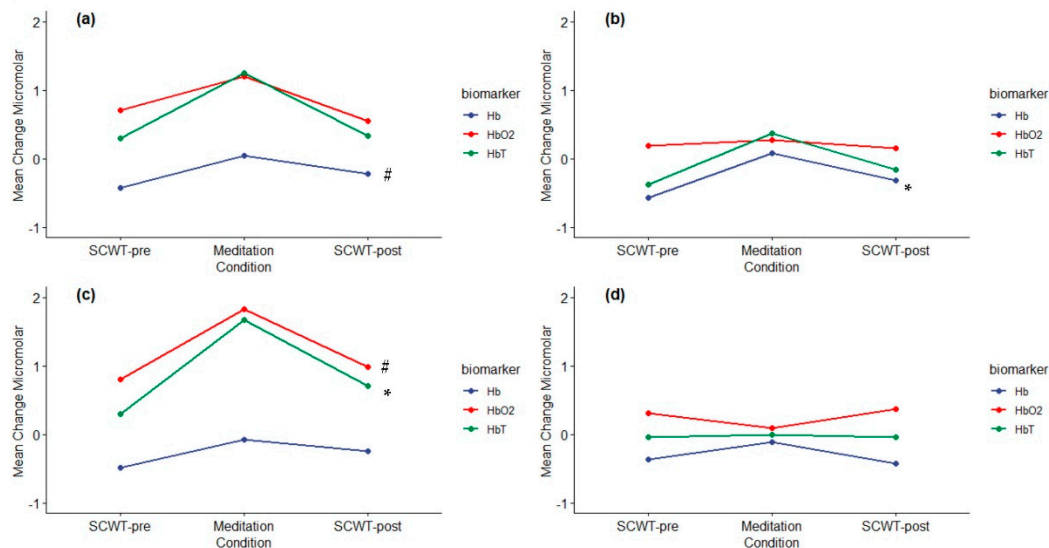 (a)
2
1
0
-1
Mean Change Micromolar
SCWT-pre
Meditation
SCWT-post
Condition
#
biomarker
Hb
HbO2
HbT
(b)
2
1
0
-1
Mean Change Micromolar
SCWT-pre
Meditation
SCWT-post
Condition
*
biomarker
Hb
HbO2
HbT
(c)
2
1
0
-1
Mean Change Micromolar
SCWT-pre
Meditation
SCWT-post
Condition
#
*
biomarker
Hb
HbO2
HbT
(d)
2
1
0
-1
Mean Change Micromolar
SCWT-pre
Meditation
SCWT-post
Condition
biomarker
Hb
HbO2
HbT